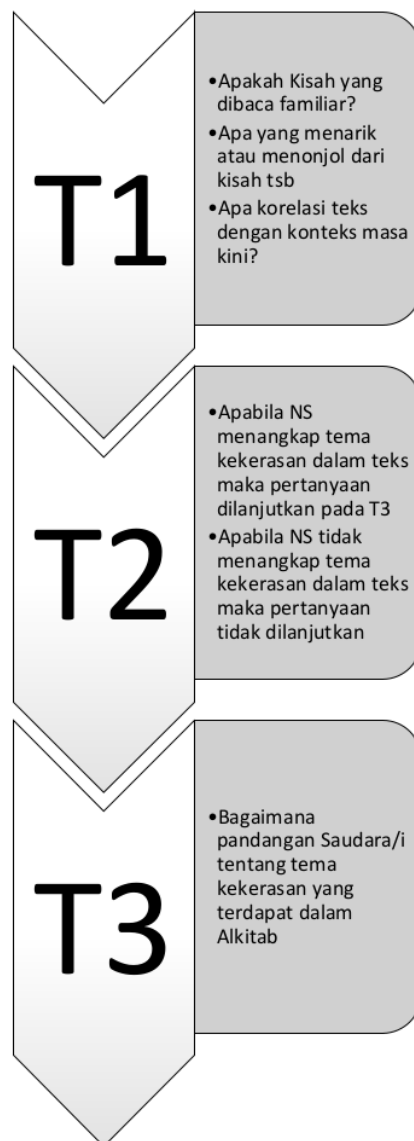 T1
•Apakah Kisah yang
dibaca familiar?
•Apa yang menarik
atau menonjol dari
kisah tsb
•Apa korelasi teks
dengan konteks masa
kini?
T2
•Apabila NS
menangkap tema
kekerasan dalam teks
maka pertanyaan
dilanjutkan pada T3
•Apabila NS tidak
menangkap tema
kekerasan dalam teks
maka pertanyaan
tidak dilanjutkan
T3
•Bagaimana
pandangan Saudara/i
tentang tema
kekerasan yang
terdapat dalam
Alkitab